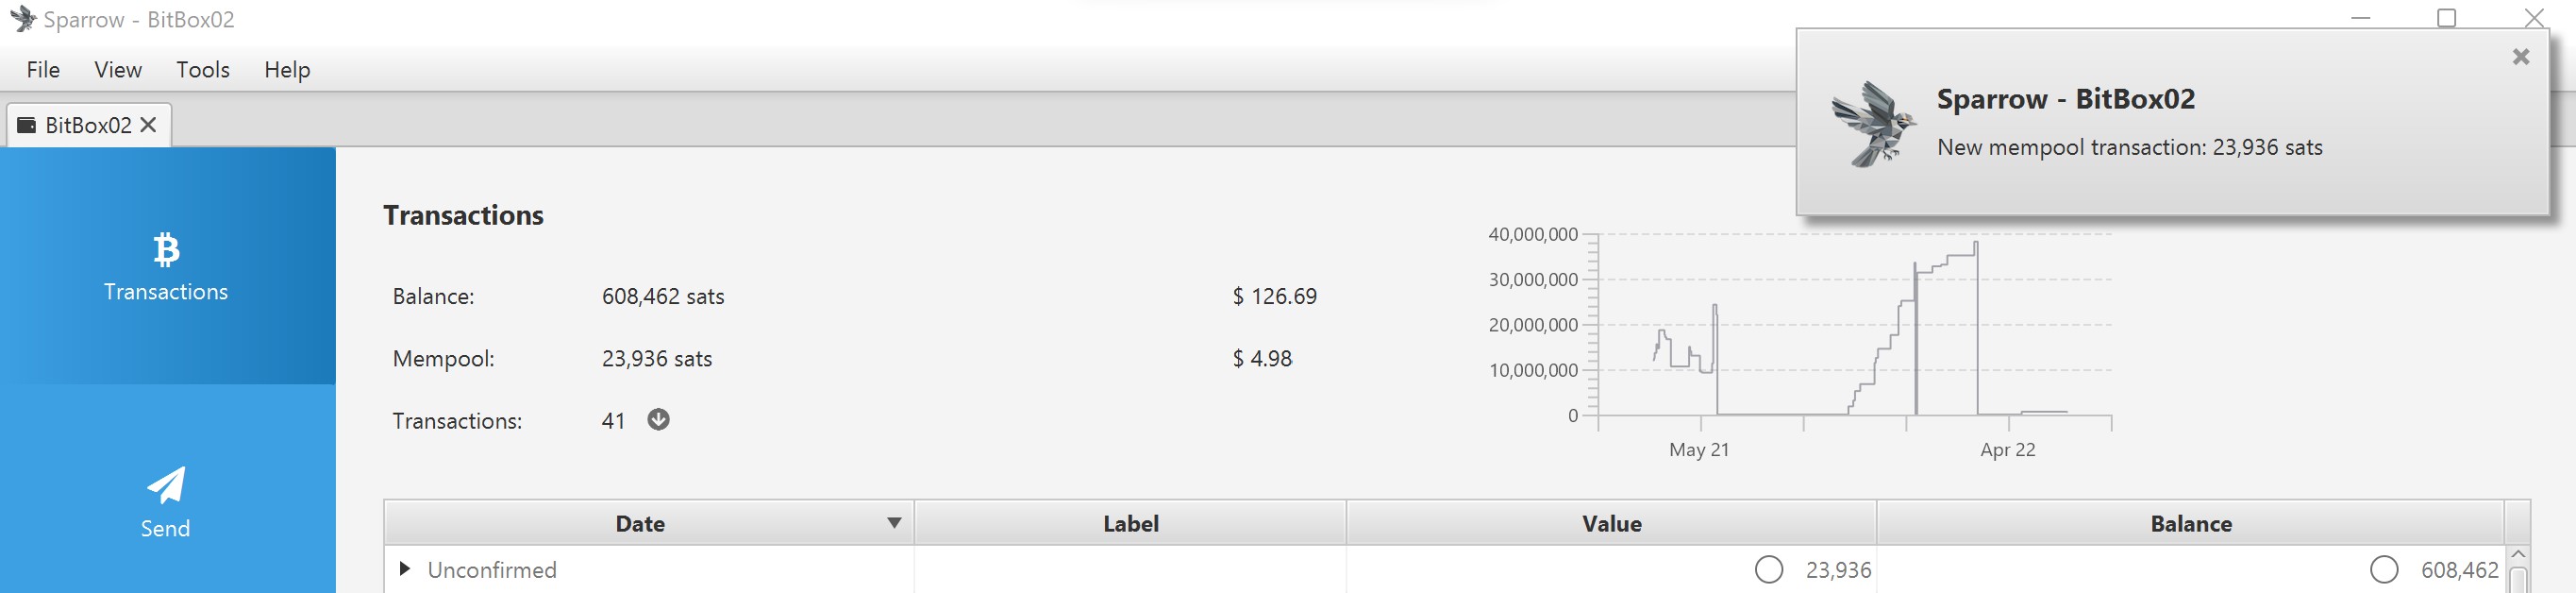 Sparrow - BitBox02
File View Tools Help
BitBox02
Sparrow - BitBox02
New mempool transaction: 23,936 sats
Transactions
Send
Transactions
Balance: 608,462 sats $ 126.69
Mempool: 23,936 sats $ 4.98
Transactions: 41
40,000,000
30,000,000
20,000,000
10,000,000
0
May 21 Apr 22
Date Label Value Balance
Unconfirmed 23,936 608,462